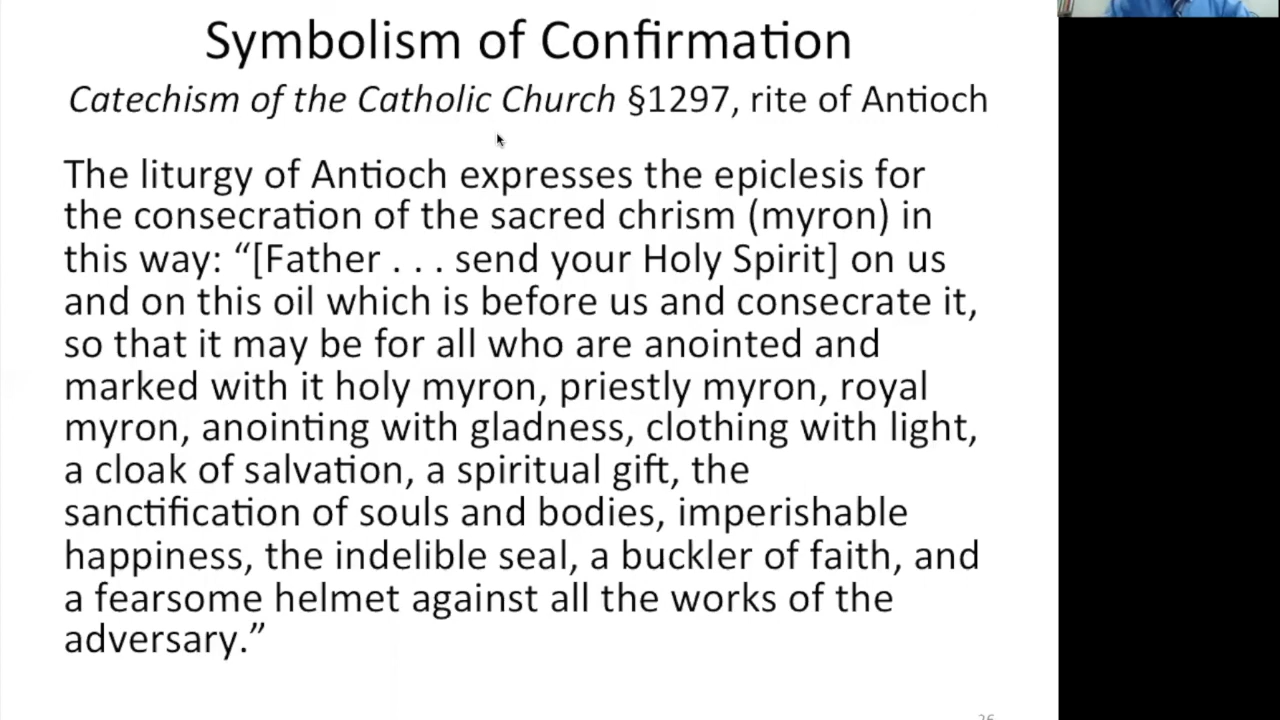 Symbolism of Confirmation
Catechism of the Catholic Church §1297, rite of Antioch
The liturgy of Antioch expresses the epiclesis for
the consecration of the sacred chrism (myron) in
this way: “[Father . . . send your Holy Spirit] on us
and on this oil which is before us and consecrate it,
so that it may be for all who are anointed and
marked with it holy myron, priestly myron, royal
myron, anointing with gladness, clothing with light,
a cloak of salvation, a spiritual gift, the
sanctification of souls and bodies, imperishable
happiness, the indelible seal, a buckler of faith, and
a fearsome helmet against all the works of the
adversary.”